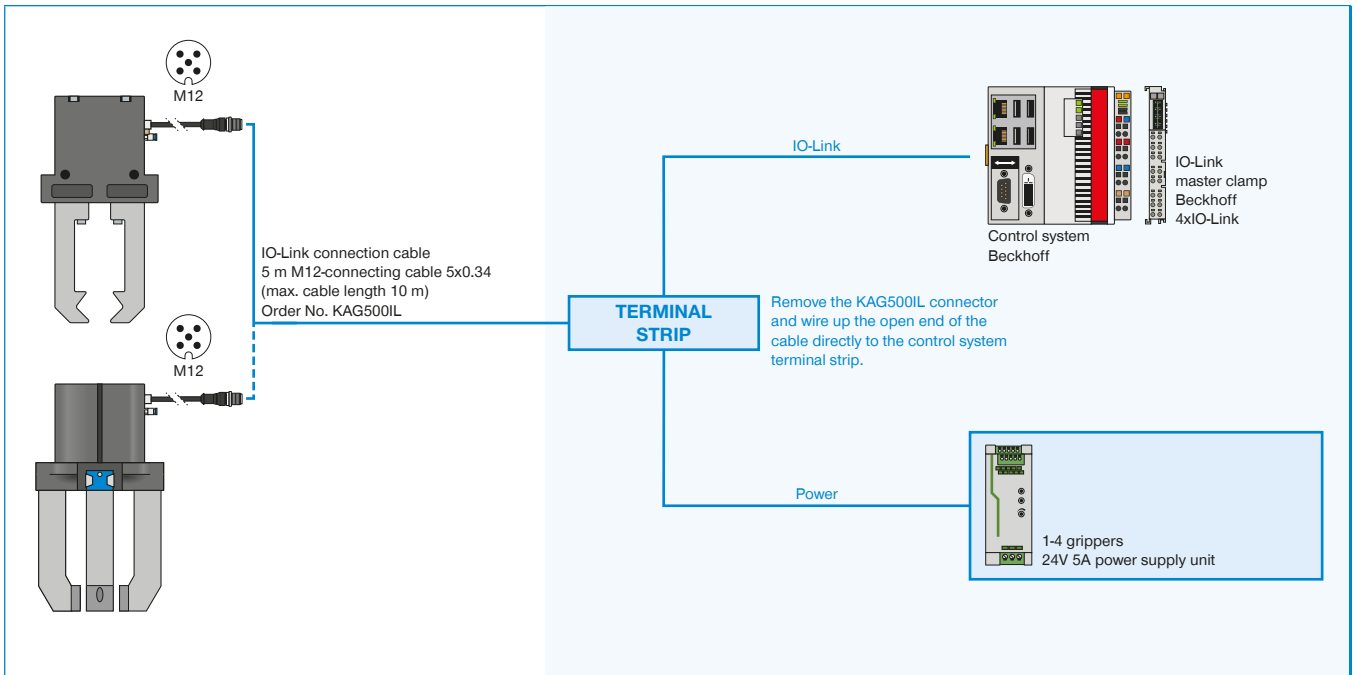 M12
IO-Link connection cable
5 m M12-connecting cable 5x0.34
(max. cable length 10 m)
Order No. KAG500IL
M12
TERMINAL
STRIP
IO-Link
Control system
Beckhoff
IO-Link
master clamp
Beckhoff
4xIO-Link
Remove the KAG500IL connector
and wire up the open end of the
cable directly to the control system
terminal strip.
Power
1-4 grippers
24V 5A power supply unit